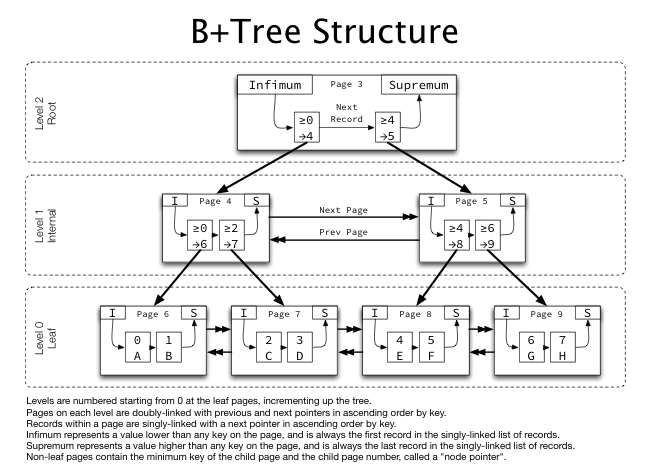 B+Tree Structure
Level 2
Root
Infimum
Page 3
Supremum
Next
Record
≥0
→4
≥4
→5
Level 1
Internal
I
Page 4
S
≥0
→6
≥2
→7
Next Page
Prev Page
I
Page 5
S
≥4
→8
≥6
→9
Level 0
Leaf
I
Page 6
S
0
A
1
B
I
Page 7
S
2
C
3
D
I
Page 8
S
4
E
5
F
I
Page 9
S
6
G
7
H
Levels are numbered starting from 0 at the leaf pages, incrementing up the tree.
Pages on each level are doubly-linked with previous and next pointers in ascending order by key.
Records within a page are singly-linked with a next pointer in ascending order by key.
Infimum represents a value lower than any key on the page, and is always the first record in the singly-linked list of records.
Supremum represents a value higher than any key on the page, and is always the last record in the singly-linked list of records.
Non-leaf pages contain the minimum key of the child page and the child page number, called a "node pointer".